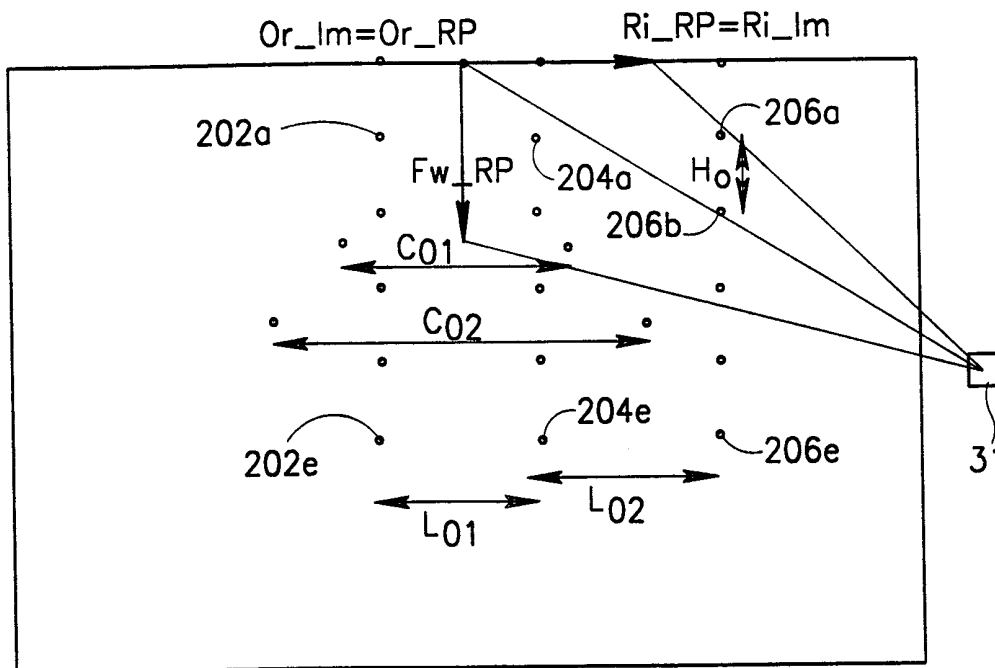 Or_Im=Or_RP
Ri_RP=Ri_Im
202a
204a
206a
Fw_RP
Ho
206b
C01
C02
202e
204e
206e
L01
L02